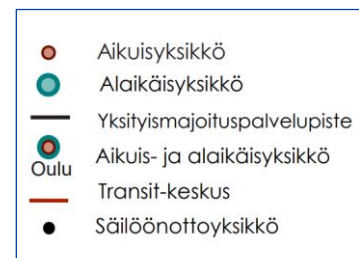 Aikuisyksikkö
Alaikäisyksikkö
Yksityismajoituspalvelupiste
Aikuis- ja alaikäisyksikkö
Oulu
Transit-keskus
Säilöönottoyksikkö